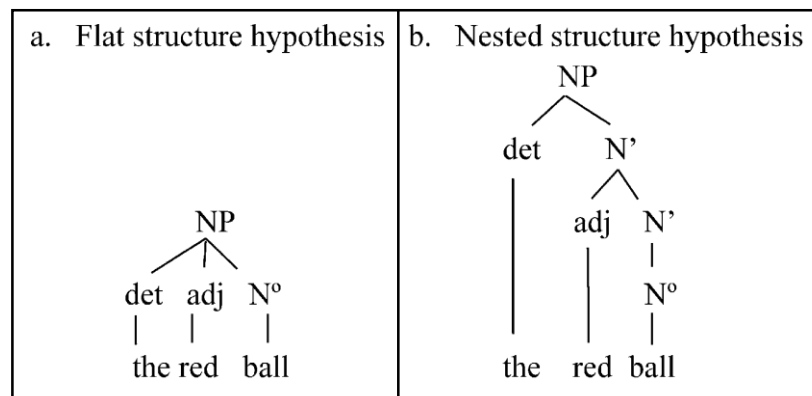 a. Flat structure hypothesis
NP
det adj Nº
the red ball
b. Nested structure hypothesis
NP
det N’
adj N’
Nº
the red ball